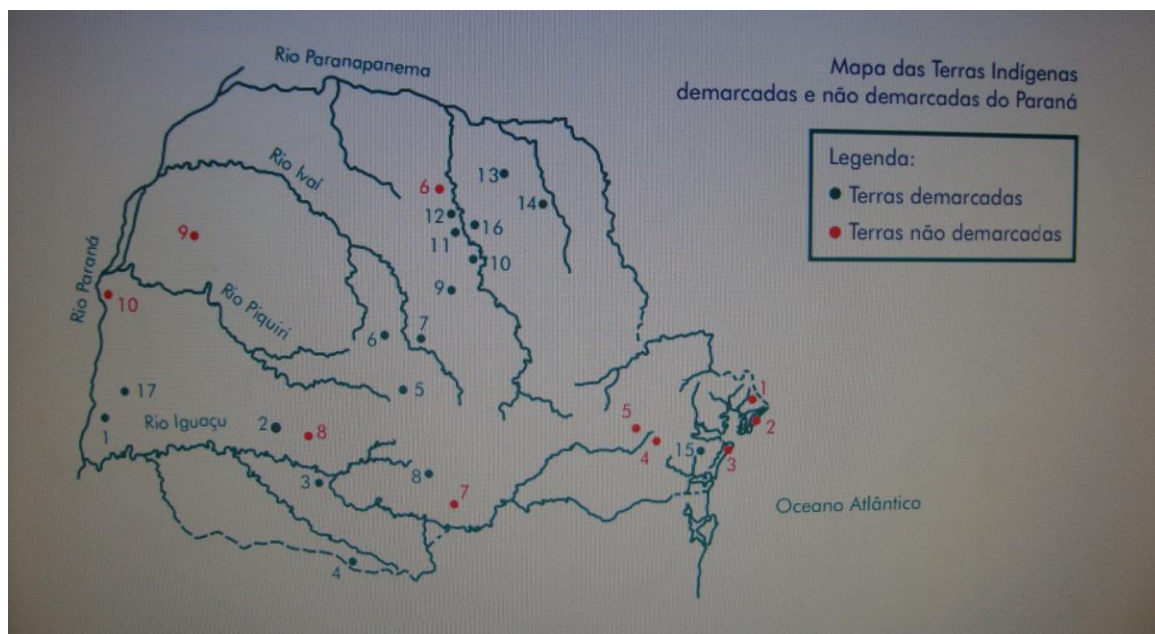 Mapa das Terras Indígenas
demarcadas e não demarcadas do Paraná
Legenda:
Terras demarcadas
Terras não demarcadas
Rio Paranapanema
Rio Ivaí
Rio Paraná
Rio Piquiri
Rio Iguaçu
Oceano Atlântico
6
13
14
12
16
11
10
9
9
10
7
6
5
17
1
2
8
1
2
5
4
15
3
8
3
7
4